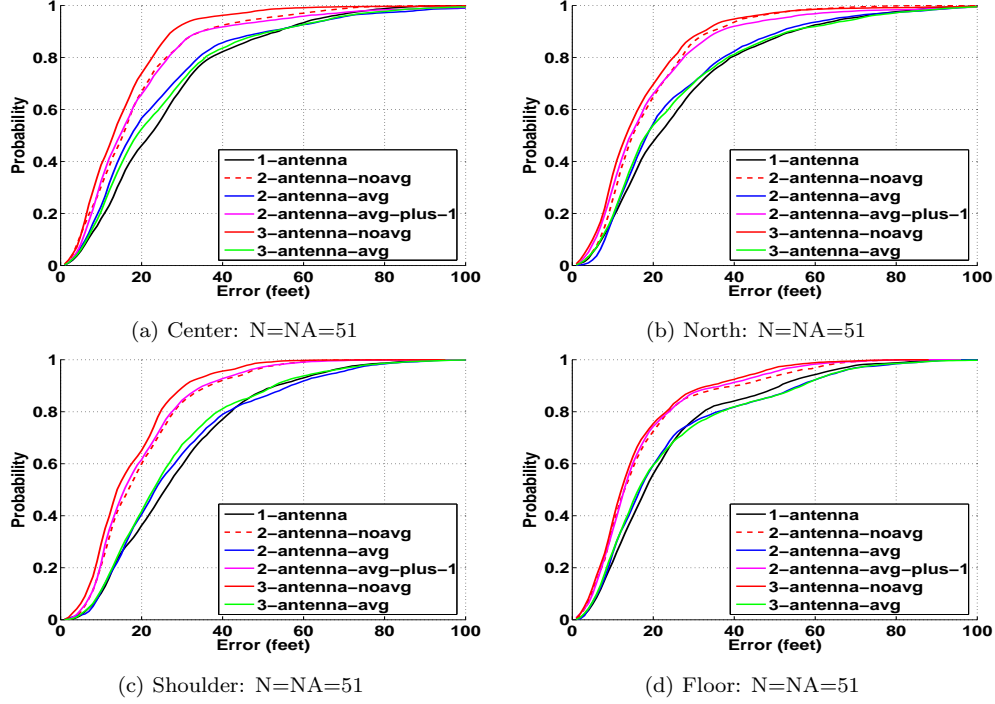 1
0.8
0.6
0.4
0.2
0
Probability
0 20 40 60 80 100
Error (feet)
1−antenna
2−antenna−noavg
2−antenna−avg
2−antenna−avg−plus−1
3−antenna−noavg
3−antenna−avg
(a) Center: N=NA=51
1
0.8
0.6
0.4
0.2
0
Probability
0 20 40 60 80 100
Error (feet)
1−antenna
2−antenna−noavg
2−antenna−avg
2−antenna−avg−plus−1
3−antenna−noavg
3−antenna−avg
(b) North: N=NA=51
1
0.8
0.6
0.4
0.2
0
Probability
0 20 40 60 80 100
Error (feet)
1−antenna
2−antenna−noavg
2−antenna−avg
2−antenna−avg−plus−1
3−antenna−noavg
3−antenna−avg
(c) Shoulder: N=NA=51
1
0.8
0.6
0.4
0.2
0
Probability
0 20 40 60 80 100
Error (feet)
1−antenna
2−antenna−noavg
2−antenna−avg
2−antenna−avg−plus−1
3−antenna−noavg
3−antenna−avg
(d) Floor: N=NA=51